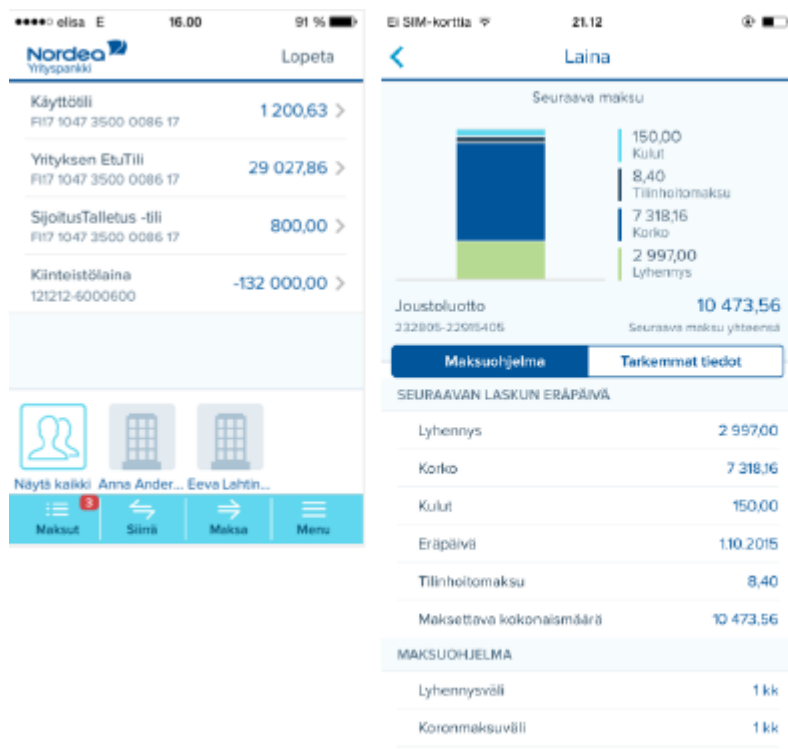 elisa E 16.00 91 %
Nordea
Yrityspankki
Lopeta
Käyttötili
FI17 1047 3500 0086 17
1 200,63
Yrityksen EtuTili
FI17 1047 3500 0086 17
29 027,86
SijoitusTalletus -tili
FI17 1047 3500 0086 17
800,00
Kiinteistölaina
121212-6000600
-132 000,00
Näytä kaikki Anna Ander... Eeva Lahtin...
3
Maksut Siirrä Maksa Menu
Ei SIM-korttia 21.12
Laina
Seuraava maksu
150,00
Kulut
8,40
Tilinhoitomaksu
7 318,16
Korko
2 997,00
Lyhennys
Joustoluotto 10 473,56
232805-22915405 Seuraava maksu yhteensä
Maksuohjelma Tarkemmat tiedot
SEURAAVAN LASKUN ERÄPÄIVÄ
Lyhennys 2 997,00
Korko 7 318,16
Kulut 150,00
Eräpäivä 1.10.2015
Tilinhoitomaksu 8,40
Maksettava kokonaismäärä 10 473,56
MAKSUOHJELMA
Lyhennysväli 1 kk
Koronmaksuväli 1 kk